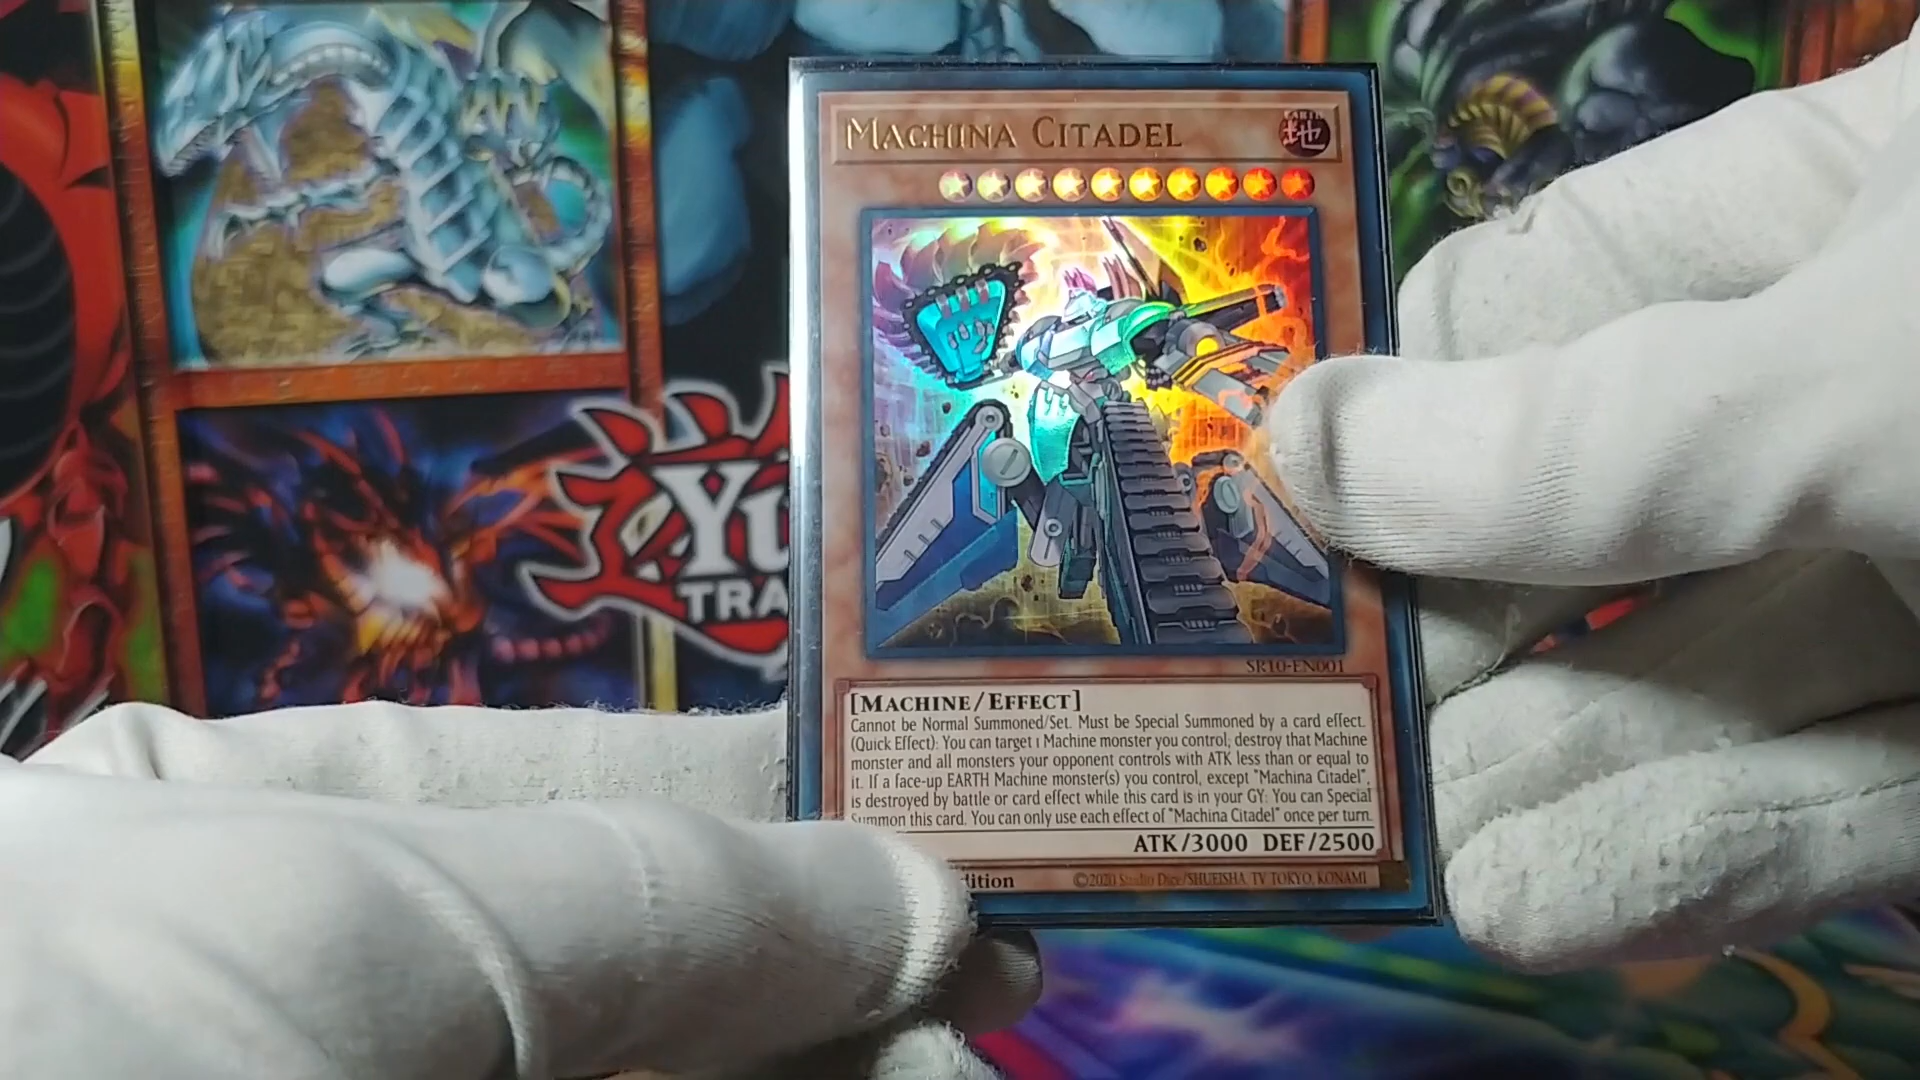 Machina Citadel
EARTH
地
YU
TRA
SR10-EN001
[Machine/Effect]
Cannot be Normal Summoned/Set. Must be Special Summoned by a card effect.
(Quick Effect): You can target 1 Machine monster you control; destroy that Machine
monster and all monsters your opponent controls with ATK less than or equal to
it. If a face-up EARTH Machine monster(s) you control, except "Machina Citadel",
is destroyed by battle or card effect while this card is in your GY: You can Special
Summon this card. You can only use each effect of "Machina Citadel" once per turn.
ATK/3000 DEF/2500
dition
©2020 Studio Dice/SHUEISHA, TV TOKYO, KONAMI